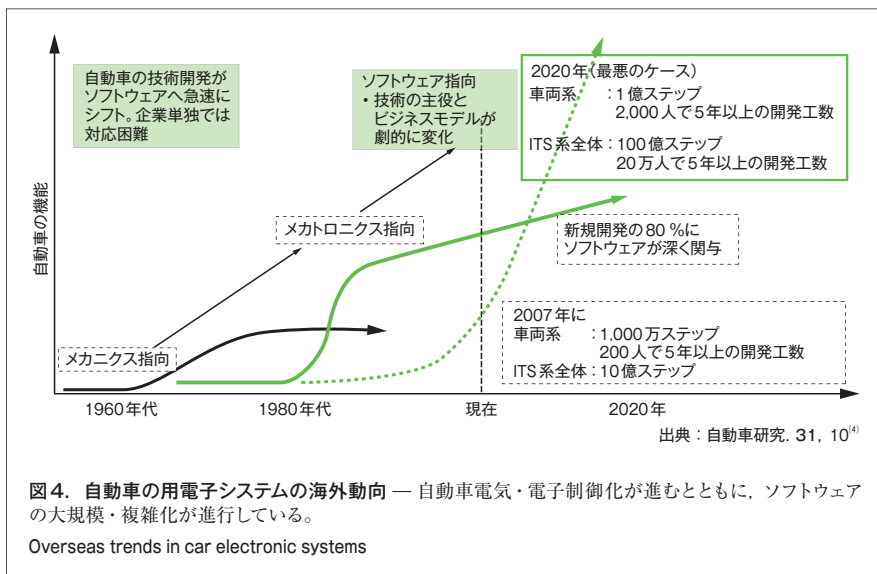 自動車の機能
自動車の技術開発が
ソフトウェアへ急速に
シフト。企業単独では
対応困難
ソフトウェア指向
・技術の主役と
ビジネスモデルが
劇的に変化
2020年（最悪のケース）
車両系　：1億ステップ
2,000人で5年以上の開発工数
ITS系全体：100億ステップ
20万人で5年以上の開発工数
メカトロニクス指向
新規開発の80 %に
ソフトウェアが深く関与
メカニクス指向
2007年に
車両系　：1,000万ステップ
200人で5年以上の開発工数
ITS系全体：10億ステップ
1960年代　1980年代　現在　2020年
出典：自動車研究. 31, 10(4)
図4. 自動車の用電子システムの海外動向 — 自動車電気・電子制御化が進むとともに，ソフトウェア
の大規模・複雑化が進行している。
Overseas trends in car electronic systems